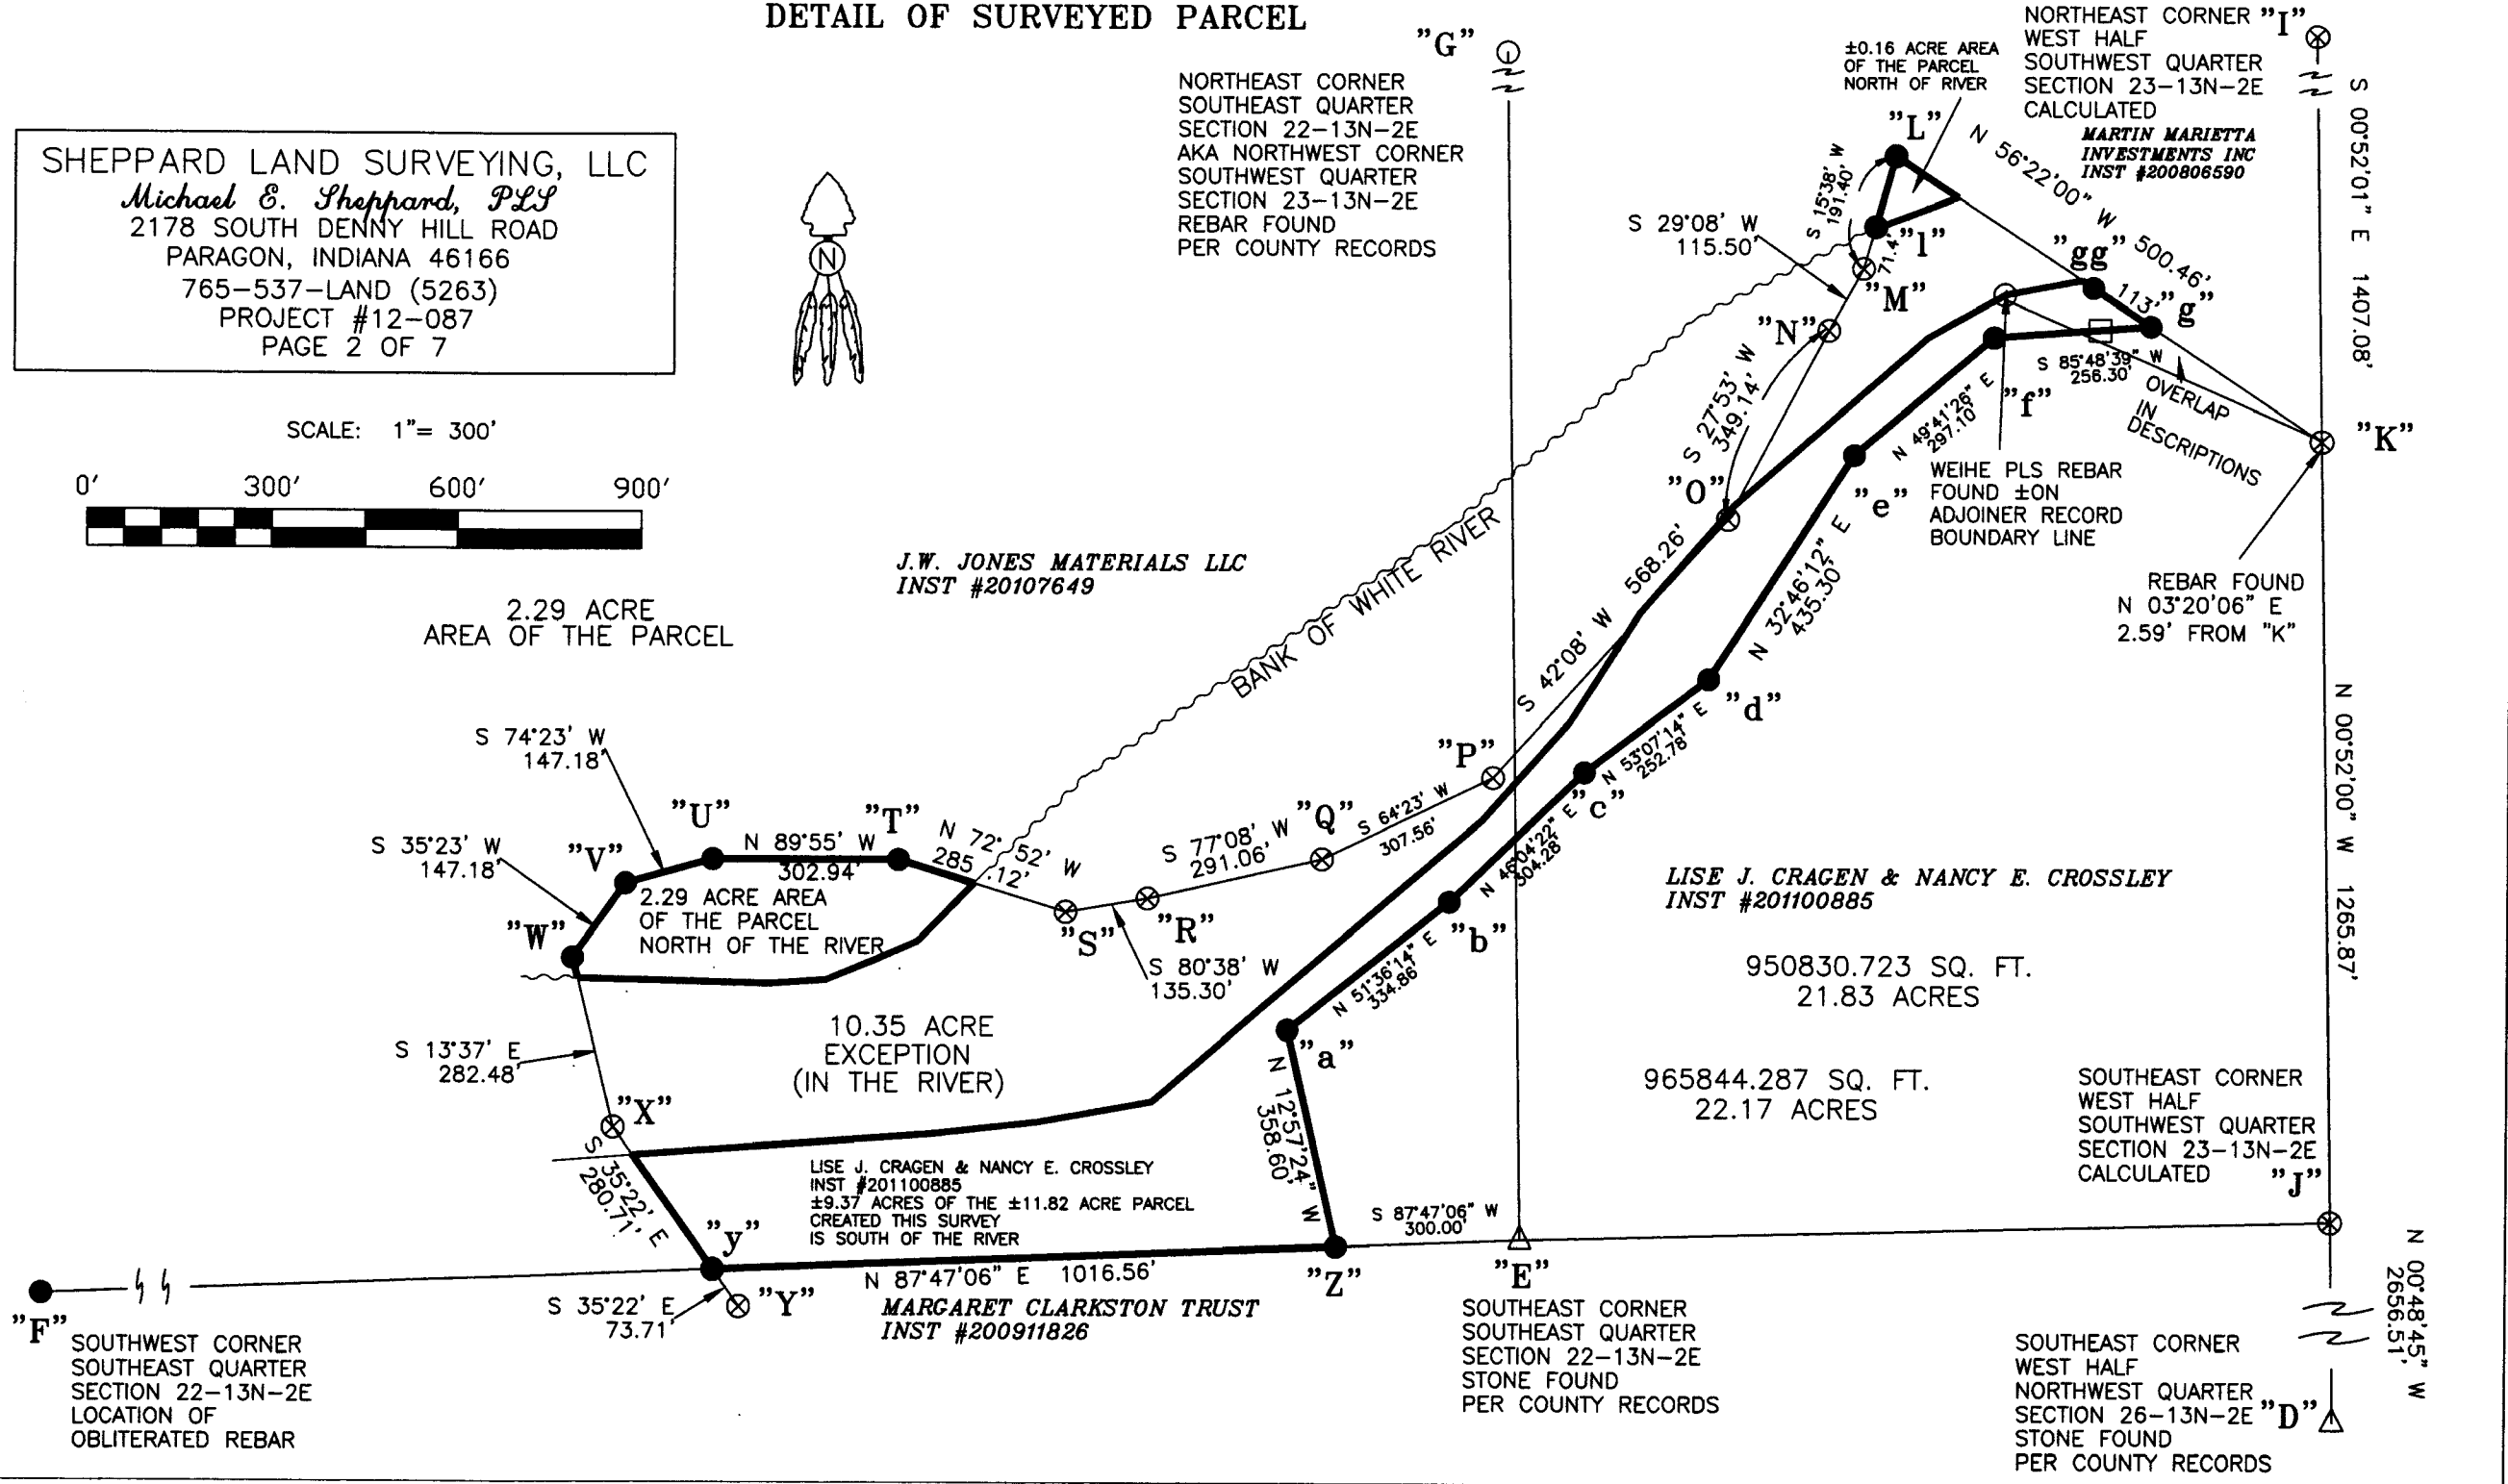 DETAIL OF SURVEYED PARCEL
SHEPPARD LAND SURVEYING, LLC
Michael E. Sheppard, PLS
2178 SOUTH DENNY HILL ROAD
PARAGON, INDIANA 46166
765-537-LAND (5263)
PROJECT #12-087
PAGE 2 OF 7
SCALE: 1"= 300'
0' 300' 600' 900'
2.29 ACRE
AREA OF THE PARCEL
N
"G"
NORTHEAST CORNER
SOUTHEAST QUARTER
SECTION 22-13N-2E
AKA NORTHWEST CORNER
SOUTHWEST QUARTER
SECTION 23-13N-2E
REBAR FOUND
PER COUNTY RECORDS
±0.16 ACRE AREA
OF THE PARCEL
NORTH OF RIVER
NORTHEAST CORNER "I"
WEST HALF
SOUTHWEST QUARTER
SECTION 23-13N-2E
CALCULATED
MARTIN MARIETTA
INVESTMENTS INC
INST #200806590
S 00°52'01" E 1407.08'
"L"
N 56°22'00" W 500.46'
S 15°38' W
191.40'
"l"
71.4'
"M"
S 29°08' W
115.50'
"N"
S 27°53' W
349.14'
"O"
"gg"
113'
"g"
S 85°48'39" W
256.30'
OVERLAP
IN
DESCRIPTIONS
"f"
"K"
N 49°41'26" E
297.10'
"e"
WEIHE PLS REBAR
FOUND ±ON
ADJOINER RECORD
BOUNDARY LINE
REBAR FOUND
N 03°20'06" E
2.59' FROM "K"
J.W. JONES MATERIALS LLC
INST #20107649
BANK OF WHITE RIVER
S 42°08' W 568.26'
N 32°46'12" E
435.30'
"d"
N 53°07'14" E
252.78'
"c"
N 46°04'22" E
304.28'
"b"
N 51°36'14" E
334.86'
"a"
N 12°57'24" W
358.60'
N 00°52'00" W 1265.87'
"P"
S 64°23' W
307.56'
"Q"
S 77°08' W
291.06'
"R"
S 80°38' W
135.30'
"S"
N 72°52' W
285.12'
"T"
N 89°55' W
302.94'
"U"
S 74°23' W
147.18'
"V"
S 35°23' W
147.18'
"W"
2.29 ACRE AREA
OF THE PARCEL
NORTH OF THE RIVER
S 13°37' E
282.48'
"X"
S 35°22' E
280.71'
10.35 ACRE
EXCEPTION
(IN THE RIVER)
LISE J. CRAGEN & NANCY E. CROSSLEY
INST #201100885
950830.723 SQ. FT.
21.83 ACRES
965844.287 SQ. FT.
22.17 ACRES
SOUTHEAST CORNER
WEST HALF
SOUTHWEST QUARTER
SECTION 23-13N-2E
CALCULATED "J"
LISE J. CRAGEN & NANCY E. CROSSLEY
INST #201100885
±9.37 ACRES OF THE ±11.82 ACRE PARCEL
CREATED THIS SURVEY
IS SOUTH OF THE RIVER
S 87°47'06" W
300.00'
"y"
N 87°47'06" E 1016.56'
"Z"
"E"
S 35°22' E
73.71'
"Y"
MARGARET CLARKSTON TRUST
INST #200911826
"F"
SOUTHWEST CORNER
SOUTHEAST QUARTER
SECTION 22-13N-2E
LOCATION OF
OBLITERATED REBAR
SOUTHEAST CORNER
SOUTHEAST QUARTER
SECTION 22-13N-2E
STONE FOUND
PER COUNTY RECORDS
SOUTHEAST CORNER
WEST HALF
NORTHWEST QUARTER
SECTION 26-13N-2E "D"
STONE FOUND
PER COUNTY RECORDS
N 00°48'45" W
2656.51'